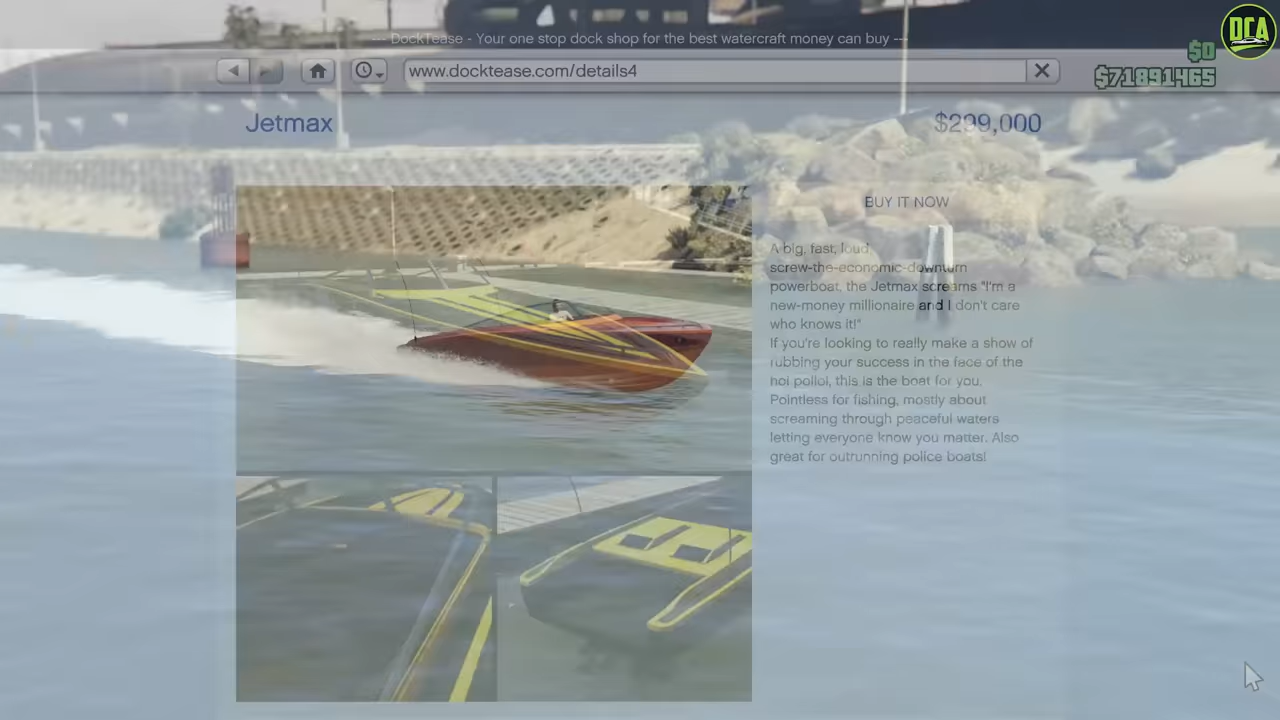 --- DockTease - Your one stop dock shop for the best watercraft money can buy ---
www.docktease.com/details4
DCA
$0
$71891465
Jetmax
$299,000
BUY IT NOW
A big, fast, loud
screw-the-economic-downturn
powerboat, the Jetmax screams "I'm a
new-money millionaire and I don't care
who knows it!"
If you're looking to really make a show of
rubbing your success in the face of the
hoi polloi, this is the boat for you.
Pointless for fishing, mostly about
screaming through peaceful waters
letting everyone know you matter. Also
great for outrunning police boats!